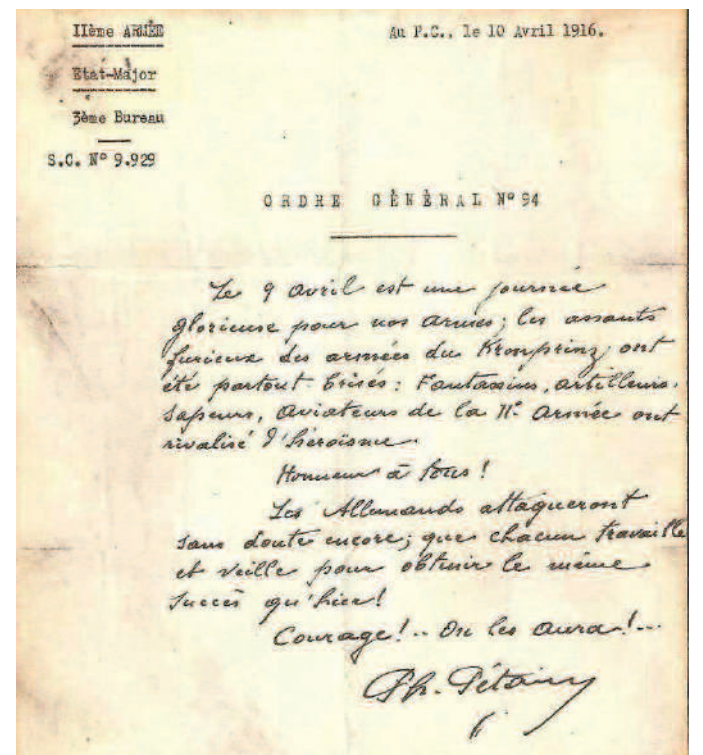 IIème ARMÉE
Au P.C., le 10 Avril 1916.
Etat-Major
3ème Bureau
S.C. N° 9.929
ORDRE GÈNÈRAL N° 94
Le 9 avril est une journée
glorieuse pour nos armes; les assauts
furieux des armées du Kronprinz ont
été partout brisés: Fantassins, artilleurs,
sapeurs, aviateurs de la IIe Armée ont
rivalisé d'héroïsme.
Honneur à tous!
Les Allemands attaqueront
sans doute encore; que chacun travaille
et veille pour obtenir le même
succès qu'hier!
Courage!.. On les aura!...
Ph. Pétain